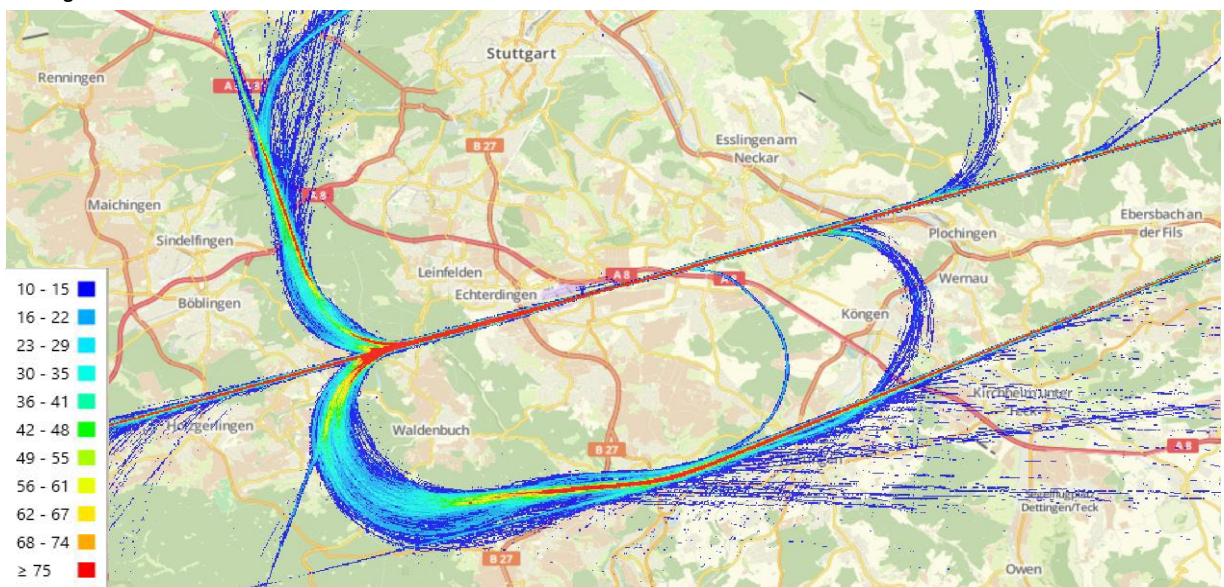 Stuttgart
Renningen
B 27
Esslingen am
Neckar
A 8
Maichingen
Ebersbach an
der Fils
Sindelfingen
Plochingen
Leinfelden
A 8
Wernau
Echterdingen
Böblingen
Köngen
Kirchheim unter
Teck
Holzgerlingen
Waldenbuch
B 27
A 8
Segelflugplatz
Dettingen/Teck
B 27
Owen
10 - 15
16 - 22
23 - 29
30 - 35
36 - 41
42 - 48
49 - 55
56 - 61
62 - 67
68 - 74
≥ 75